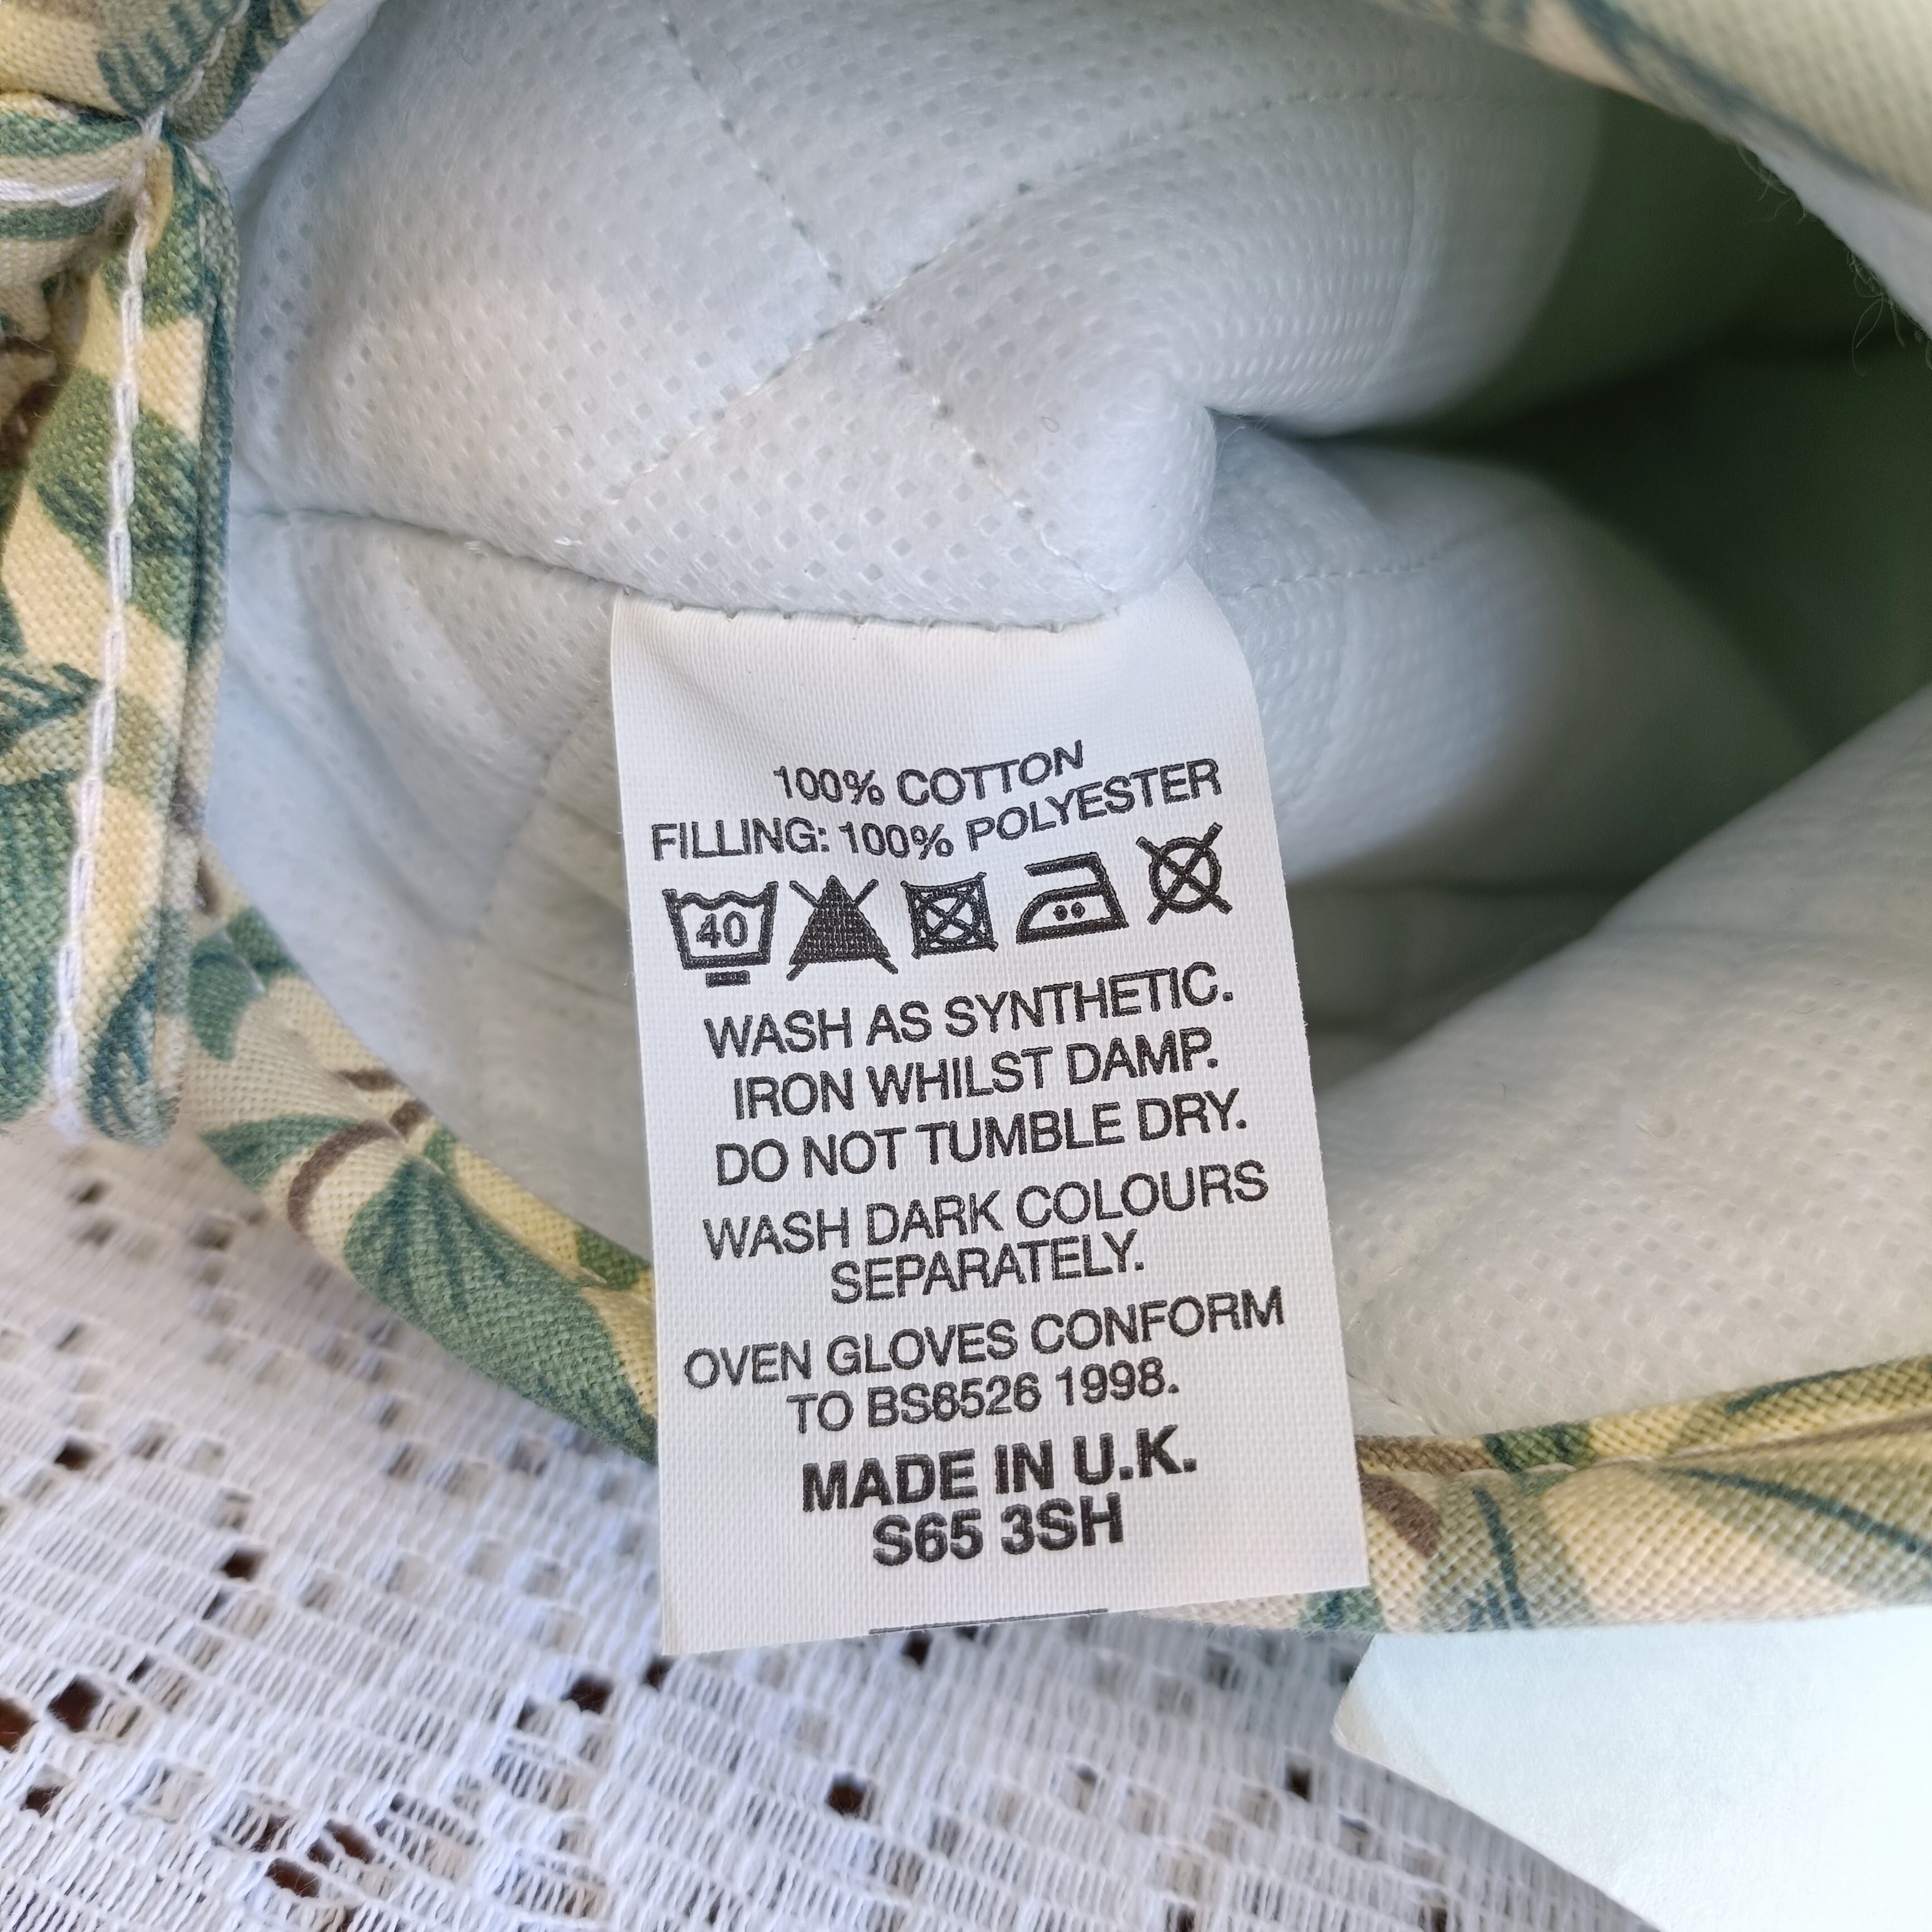 100% COTTON
FILLING: 100% POLYESTER
40
WASH AS SYNTHETIC.
IRON WHILST DAMP.
DO NOT TUMBLE DRY.
WASH DARK COLOURS
SEPARATELY.
OVEN GLOVES CONFORM
TO BS6526 1998.
MADE IN U.K.
S65 3SH